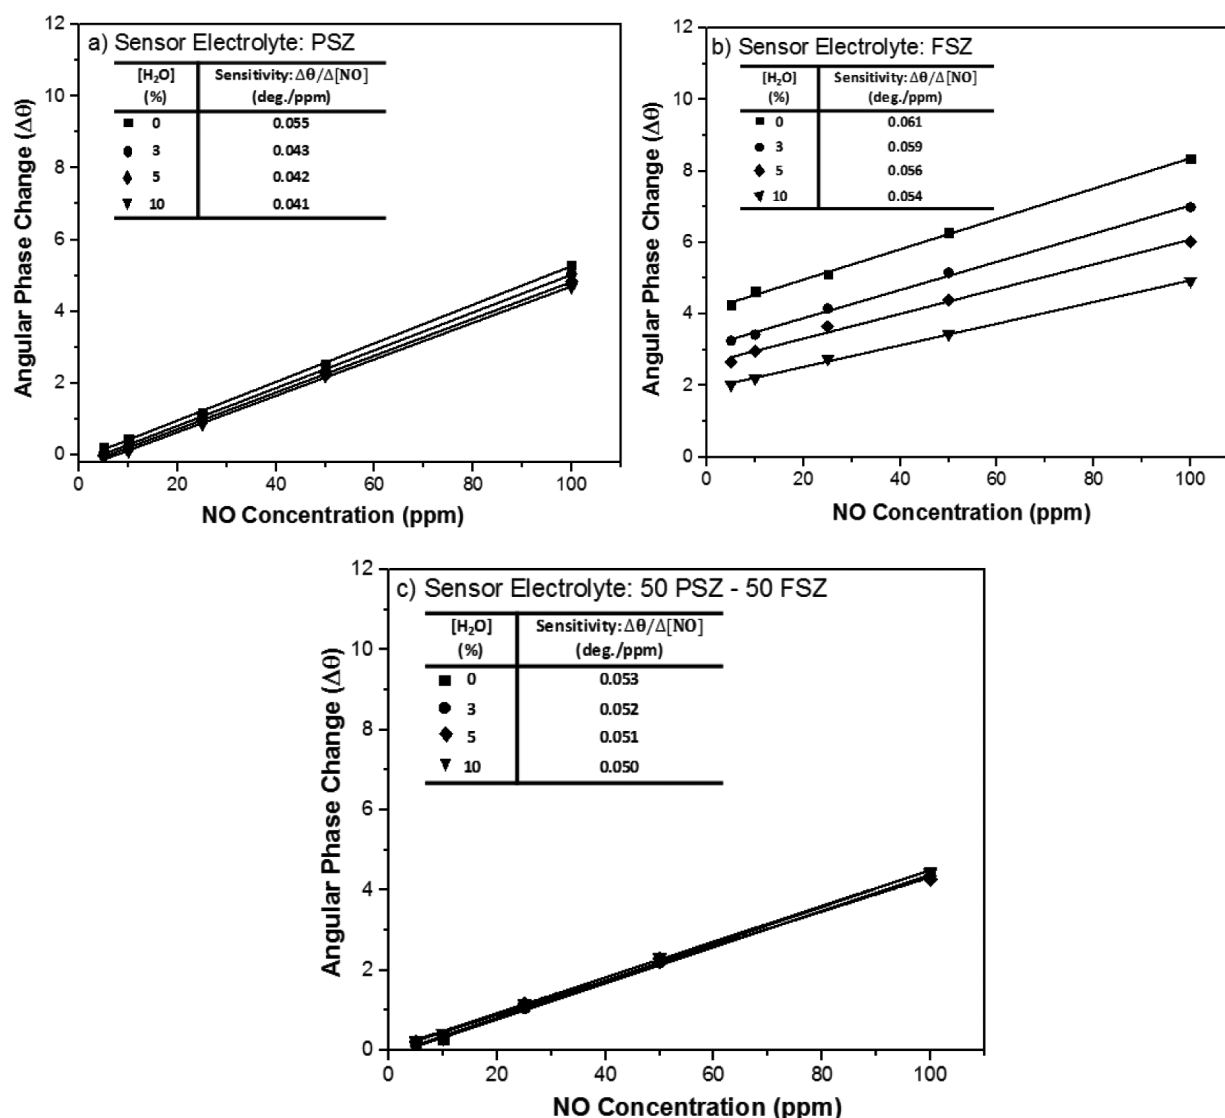 a) Sensor Electrolyte: PSZ
[H₂O] Sensitivity: Δθ/Δ[NO]
(%) (deg./ppm)
0 0.055
3 0.043
5 0.042
10 0.041
12
10
8
6
4
2
0
Angular Phase Change (Δθ)
0 20 40 60 80 100
NO Concentration (ppm)
b) Sensor Electrolyte: FSZ
[H₂O] Sensitivity: Δθ/Δ[NO]
(%) (deg./ppm)
0 0.061
3 0.059
5 0.056
10 0.054
12
10
8
6
4
2
0
Angular Phase Change (Δθ)
0 20 40 60 80 100
NO Concentration (ppm)
c) Sensor Electrolyte: 50 PSZ - 50 FSZ
[H₂O] Sensitivity: Δθ/Δ[NO]
(%) (deg./ppm)
0 0.053
3 0.052
5 0.051
10 0.050
12
10
8
6
4
2
0
Angular Phase Change (Δθ)
0 20 40 60 80 100
NO Concentration (ppm)